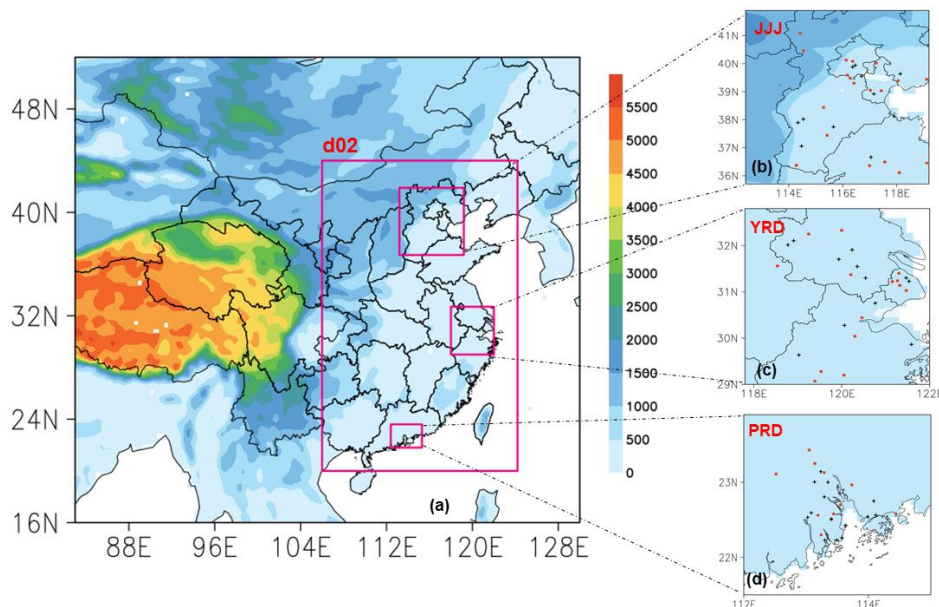 48N
40N
32N
24N
16N
88E
96E
104E
112E
120E
128E
d02
(a)
5500
5000
4500
4000
3500
3000
2500
2000
1500
1000
500
0
JJJ
41N
40N
39N
38N
37N
36N
(b)
114E
116E
118E
YRD
32N
31N
30N
29N
(c)
118E
120E
122E
PRD
23N
22N
(d)
112E
114E